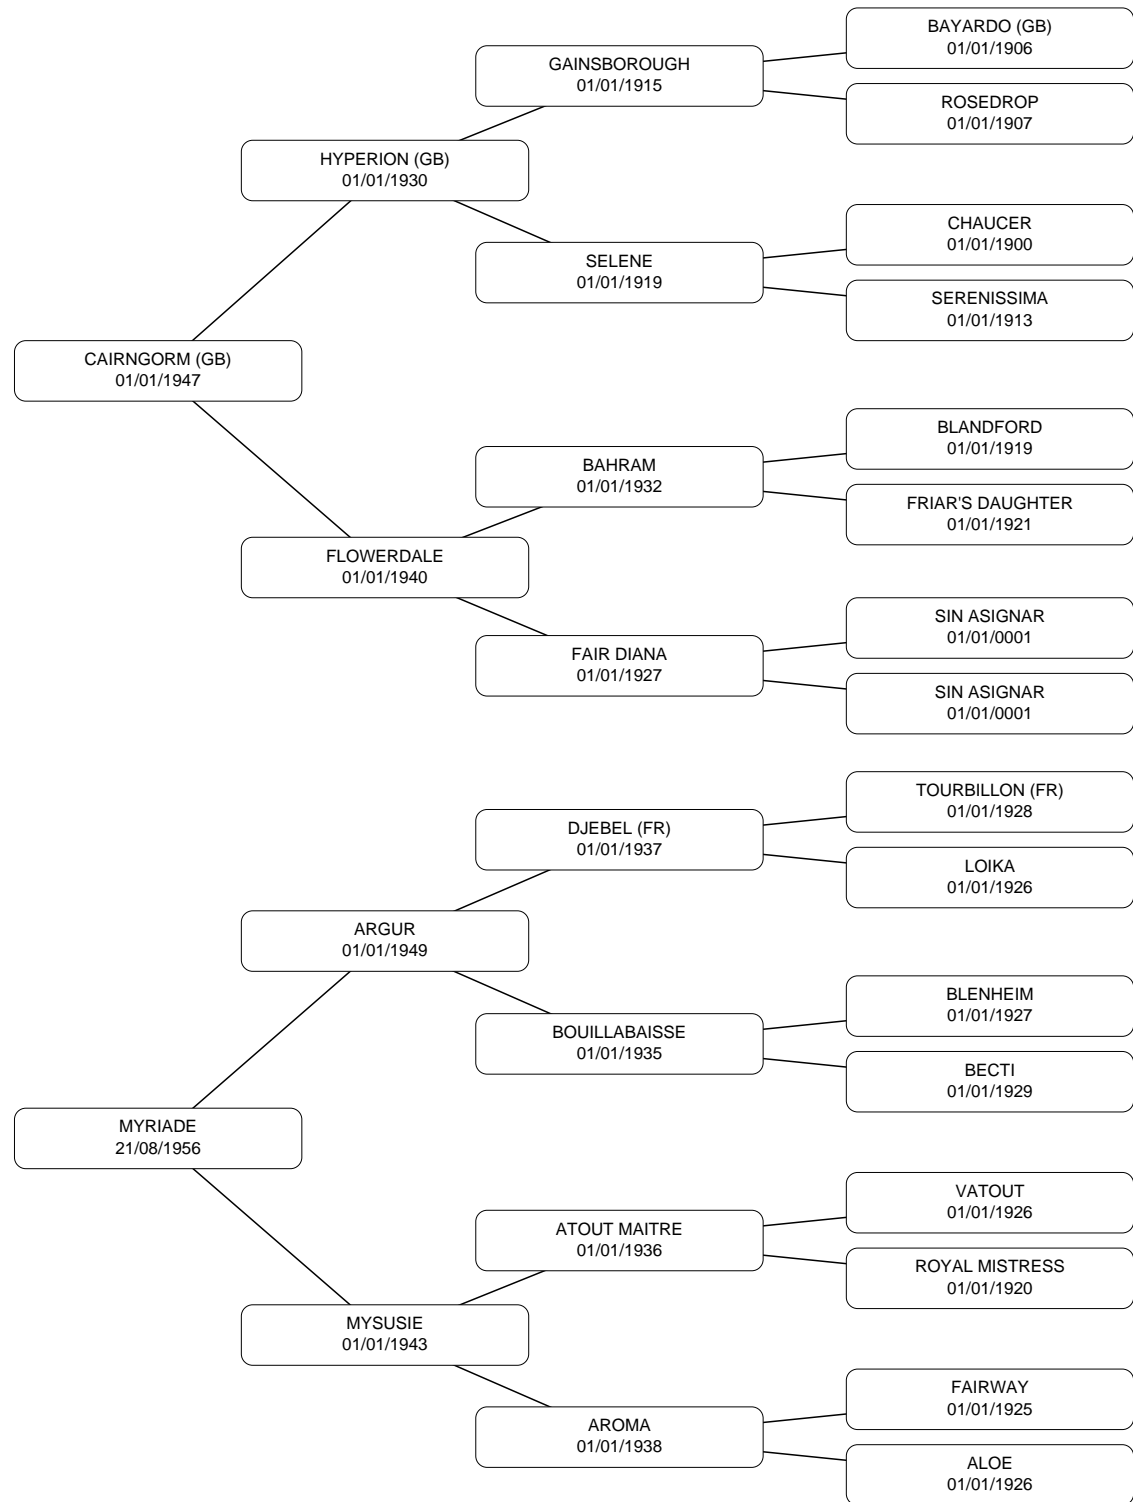 BAYARDO (GB)
01/01/1906
GAINSBOROUGH
01/01/1915
ROSEDROP
01/01/1907
HYPERION (GB)
01/01/1930
CHAUCER
01/01/1900
SELENE
01/01/1919
SERENISSIMA
01/01/1913
CAIRNGORM (GB)
01/01/1947
BLANDFORD
01/01/1919
BAHRAM
01/01/1932
FRIAR'S DAUGHTER
01/01/1921
FLOWERDALE
01/01/1940
SIN ASIGNAR
01/01/0001
FAIR DIANA
01/01/1927
SIN ASIGNAR
01/01/0001
TOURBILLON (FR)
01/01/1928
DJEBEL (FR)
01/01/1937
LOIKA
01/01/1926
ARGUR
01/01/1949
BLENHEIM
01/01/1927
BOUILLABAISSE
01/01/1935
BECTI
01/01/1929
MYRIADE
21/08/1956
VATOUT
01/01/1926
ATOUT MAITRE
01/01/1936
ROYAL MISTRESS
01/01/1920
MYSUSIE
01/01/1943
FAIRWAY
01/01/1925
AROMA
01/01/1938
ALOE
01/01/1926